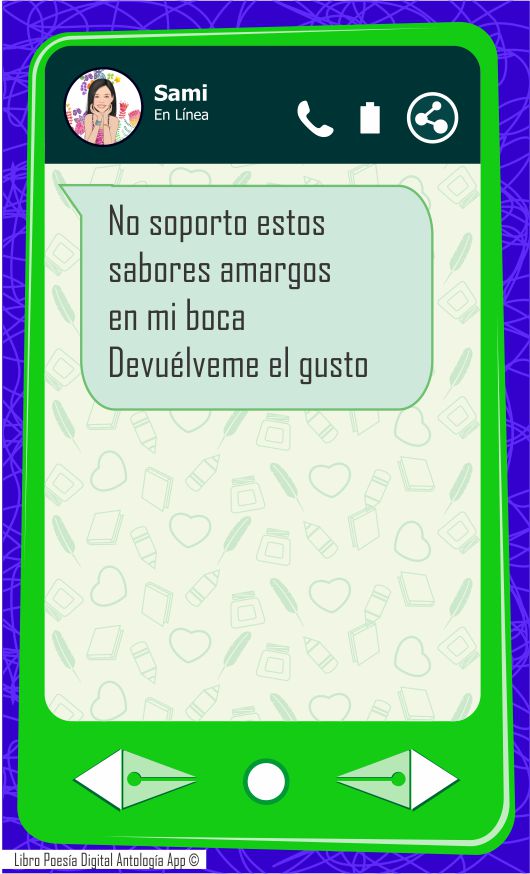 Sami
En Línea
No soporto estos
sabores amargos
en mi boca
Devuélveme el gusto
Libro Poesía Digital Antología App ©